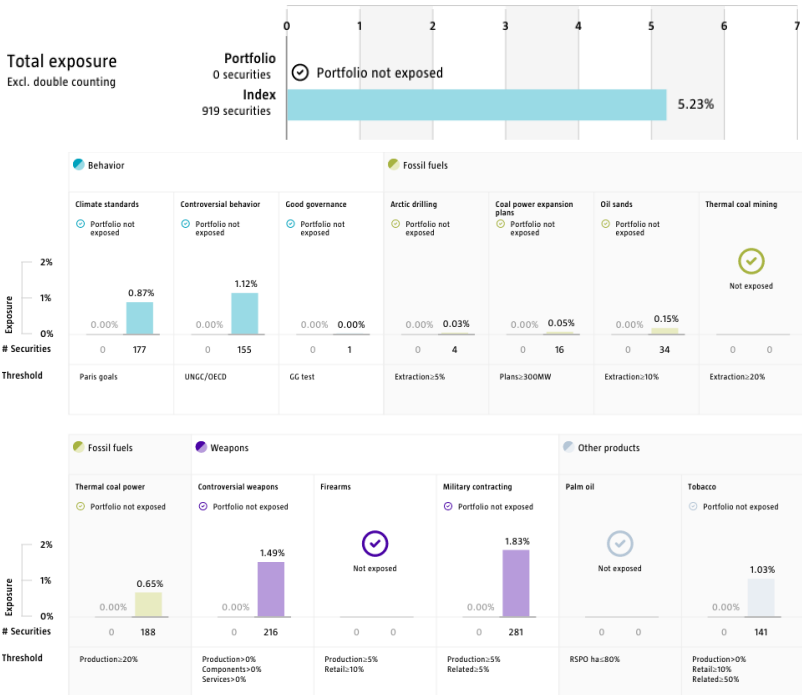 0 1 2 3 4 5 6 7
Total exposure
Excl. double counting
Portfolio
0 securities
Portfolio not exposed
Index
919 securities
5.23%
Behavior
Fossil fuels
Climate standards
Controversial behavior
Good governance
Arctic drilling
Coal power expansion
plans
Oil sands
Thermal coal mining
Portfolio not
exposed
Portfolio not
exposed
Portfolio not
exposed
Portfolio not
exposed
Portfolio not
exposed
Portfolio not
exposed
Not exposed
Exposure
2%
1%
0%
0.00% 0.87%
0.00% 1.12%
0.00% 0.00%
0.00% 0.03%
0.00% 0.05%
0.00% 0.15%
# Securities 0 177 0 155 0 1 0 4 0 16 0 34 0 0
Threshold Paris goals UNGC/OECD GG test Extraction≥5% Plans≥300MW Extraction≥10% Extraction≥20%
Fossil fuels
Weapons
Other products
Thermal coal power
Controversial weapons
Firearms
Military contracting
Palm oil
Tobacco
Portfolio not exposed
Portfolio not exposed
Not exposed
Portfolio not exposed
Not exposed
Portfolio not exposed
Exposure
2%
1%
0%
0.00% 0.65%
0.00% 1.49%
0.00% 1.83%
0.00% 1.03%
# Securities 0 188 0 216 0 0 0 281 0 0 0 141
Threshold
Production≥20%
Production>0%
Components>0%
Services>0%
Production≥5%
Retail≥10%
Production≥5%
Related≥5%
RSPO ha≤80%
Production>0%
Retail≥10%
Related≥50%